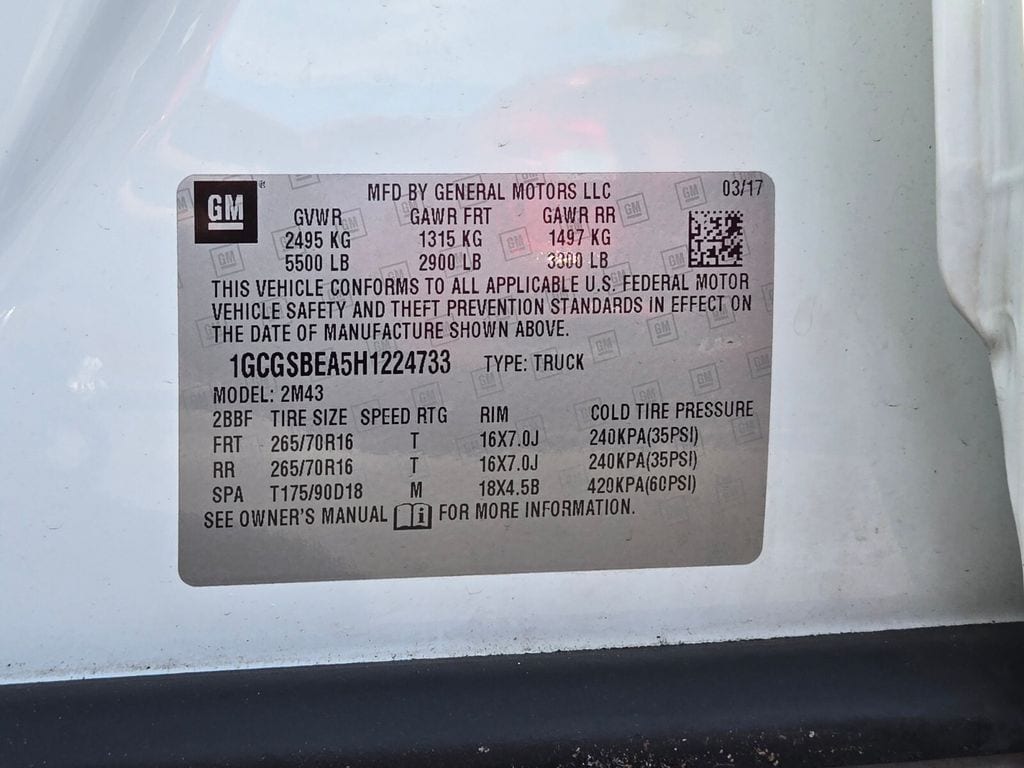 GM
MFD BY GENERAL MOTORS LLC 03/17
GVWR GAWR FRT GAWR RR
2495 KG 1315 KG 1497 KG
5500 LB 2900 LB 3300 LB
THIS VEHICLE CONFORMS TO ALL APPLICABLE U.S. FEDERAL MOTOR
VEHICLE SAFETY AND THEFT PREVENTION STANDARDS IN EFFECT ON
THE DATE OF MANUFACTURE SHOWN ABOVE.
1GCGSBEA5H1224733 TYPE: TRUCK
MODEL: 2M43
2BBF TIRE SIZE SPEED RTG RIM COLD TIRE PRESSURE
FRT 265/70R16 T 16X7.0J 240KPA(35PSI)
RR 265/70R16 T 16X7.0J 240KPA(35PSI)
SPA T175/90D18 M 18X4.5B 420KPA(60PSI)
SEE OWNER'S MANUAL FOR MORE INFORMATION.